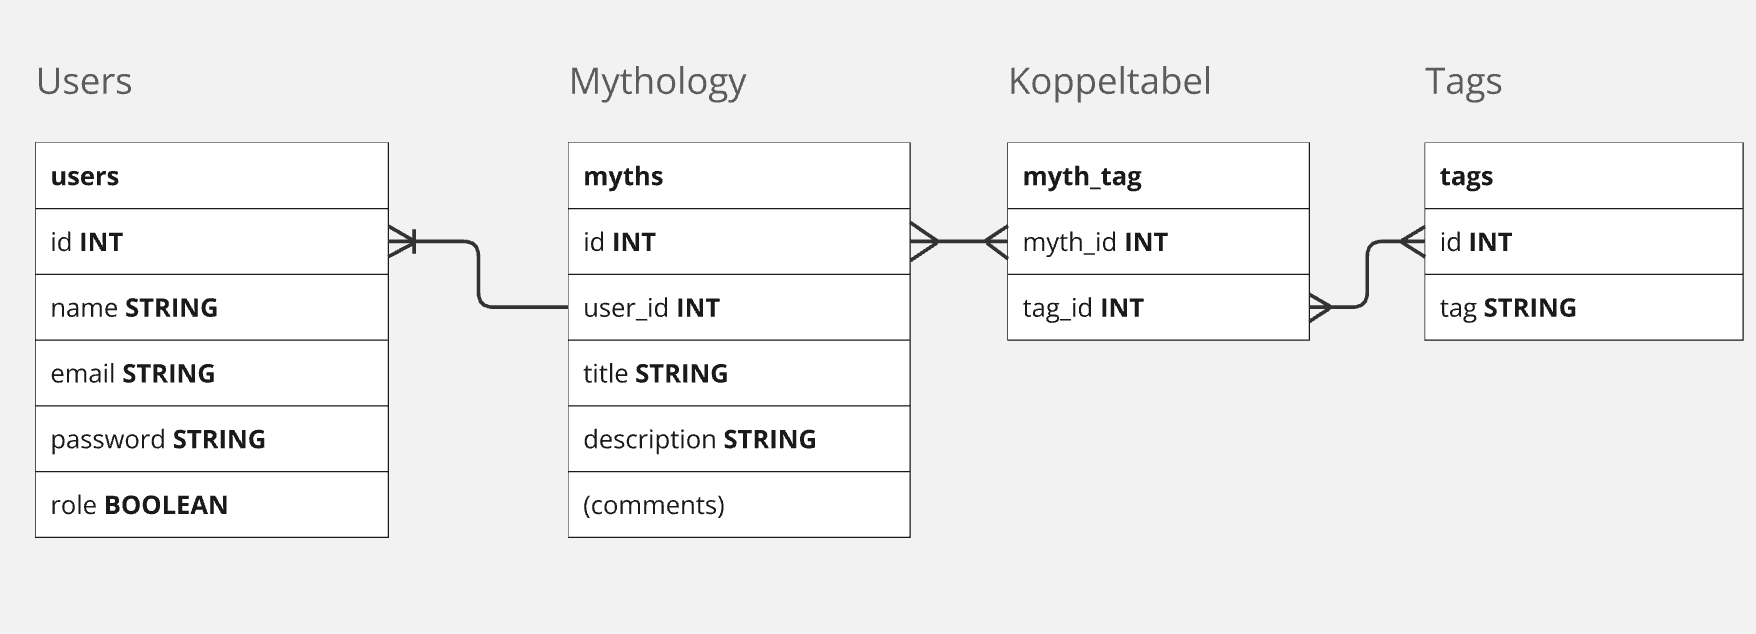 Users
users
id INT
name STRING
email STRING
password STRING
role BOOLEAN
Mythology
myths
id INT
user_id INT
title STRING
description STRING
(comments)
Koppeltabel
myth_tag
myth_id INT
tag_id INT
Tags
tags
id INT
tag STRING